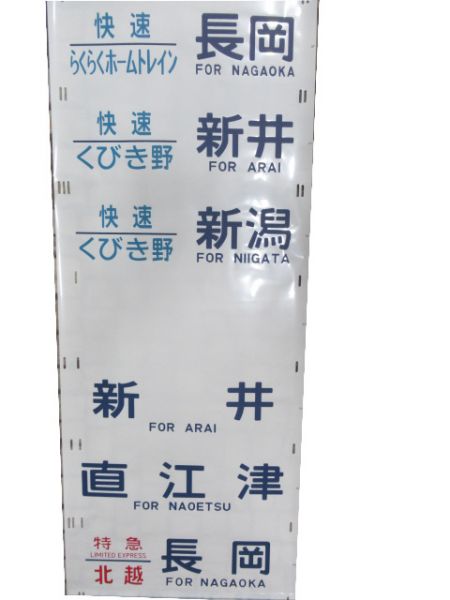 快速 長岡
らくらくホームトレイン FOR NAGAOKA
快速 新井
くびき野 FOR ARAI
快速 新潟
くびき野 FOR NIIGATA
新井
FOR ARAI
直江津
FOR NAOETSU
特急 長岡
LIMITED EXPRESS
北越 FOR NAGAOKA